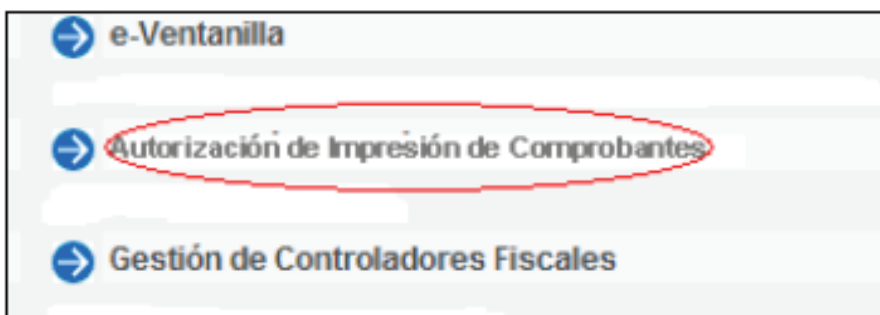 e-Ventanilla
Autorización de Impresión de Comprobantes
Gestión de Controladores Fiscales